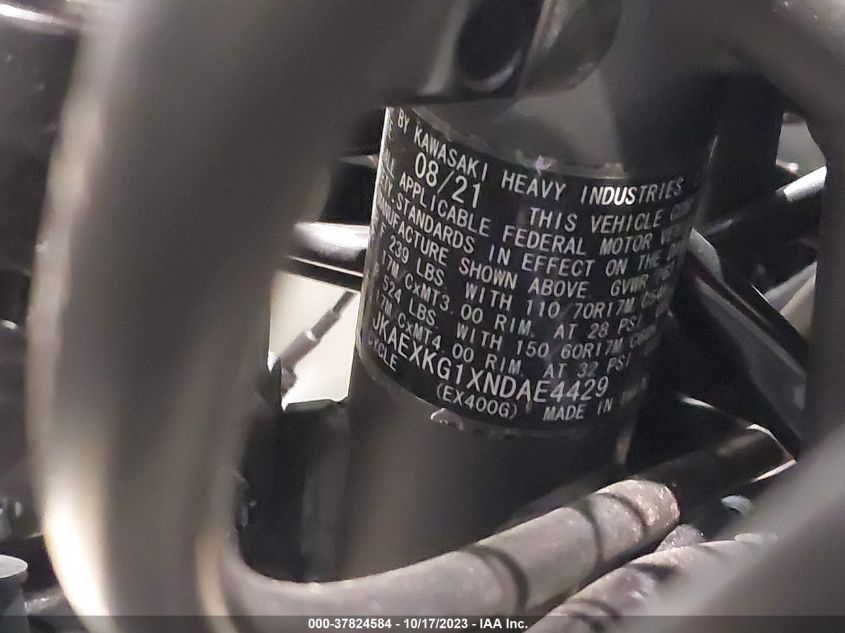 BY KAWASAKI HEAVY INDUSTRIES
08/21 THIS VEHICLE
APPLICABLE FEDERAL MOTOR
STANDARDS IN EFFECT ON THE
SHOWN ABOVE. GVWR
239 LBS. WITH 110/70R17M
17M/CxMT3.00 RIM, AT 28 PSI
524 LBS. WITH 150 60R17M
17M/CxMT4.00 RIM, AT 32 PSI
JKAEXKG1XNDAE4429
CYCLE (EX400G) MADE IN
000-37824584 - 10/17/2023 - IAA Inc.